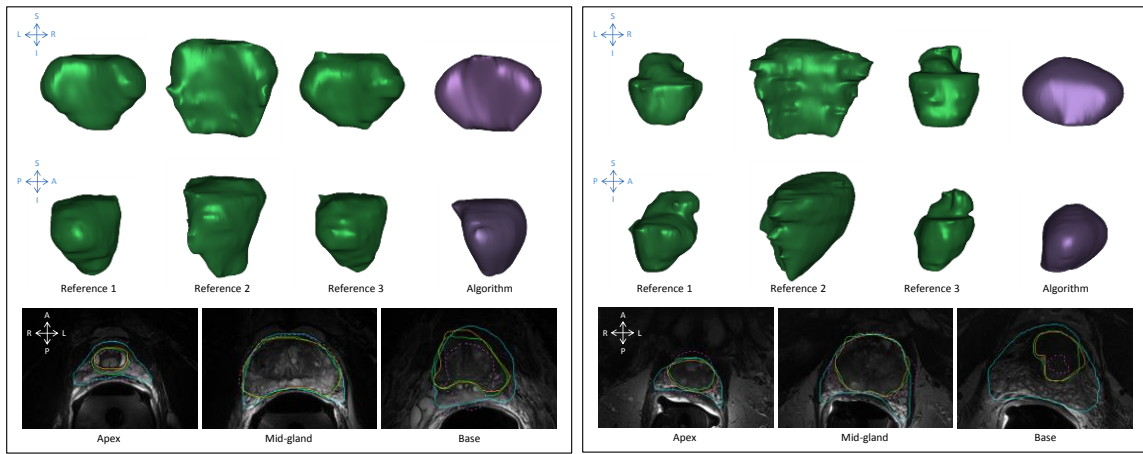 S
L R
I
S
P A
I
Reference 1 Reference 2 Reference 3 Algorithm
A
R L
P
Apex Mid-gland Base
S
L R
I
S
P A
I
Reference 1 Reference 2 Reference 3 Algorithm
A
R L
P
Apex Mid-gland Base